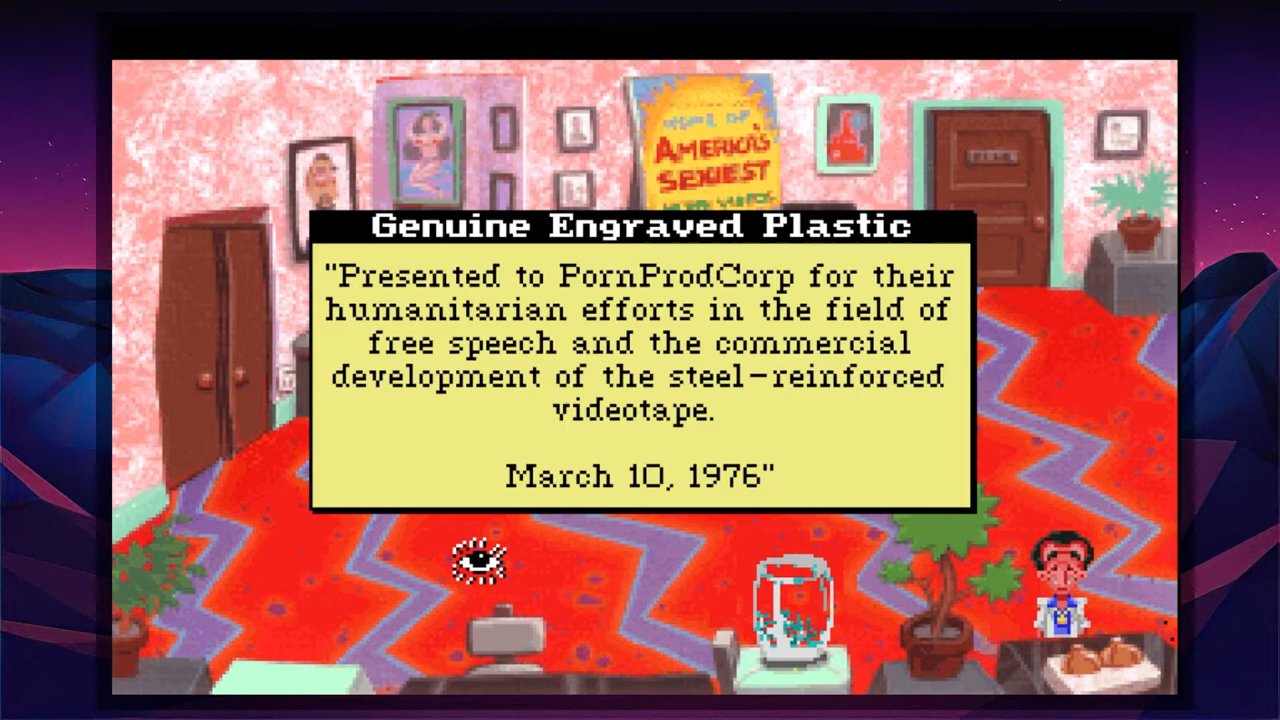 AMERICA'S
SEXIEST
Genuine Engraved Plastic
"Presented to PornProdCorp for their
humanitarian efforts in the field of
free speech and the commercial
development of the steel-reinforced
videotape.
March 10, 1976"